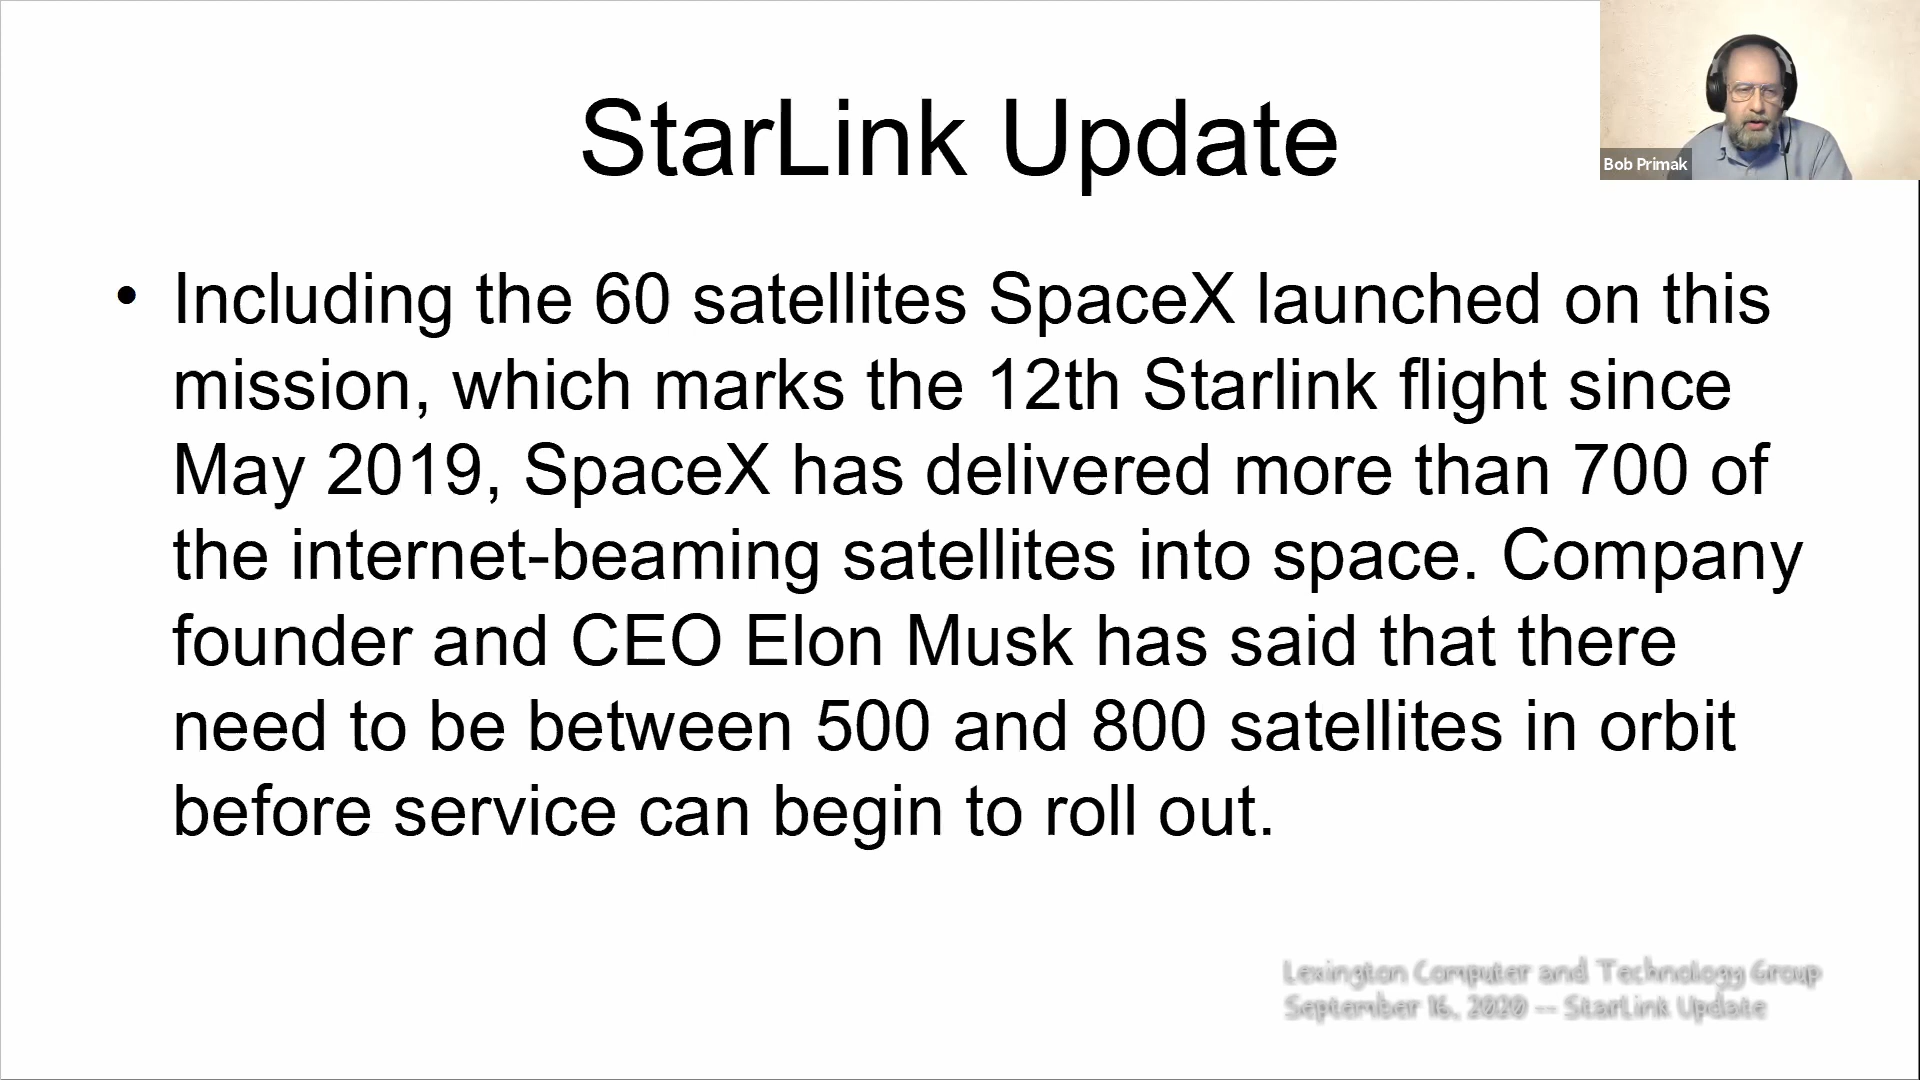 StarLink Update
Bob Primak
• Including the 60 satellites SpaceX launched on this
mission, which marks the 12th Starlink flight since
May 2019, SpaceX has delivered more than 700 of
the internet-beaming satellites into space. Company
founder and CEO Elon Musk has said that there
need to be between 500 and 800 satellites in orbit
before service can begin to roll out.
Lexington Computer and Technology Group
September 16, 2020 -- StarLink Update